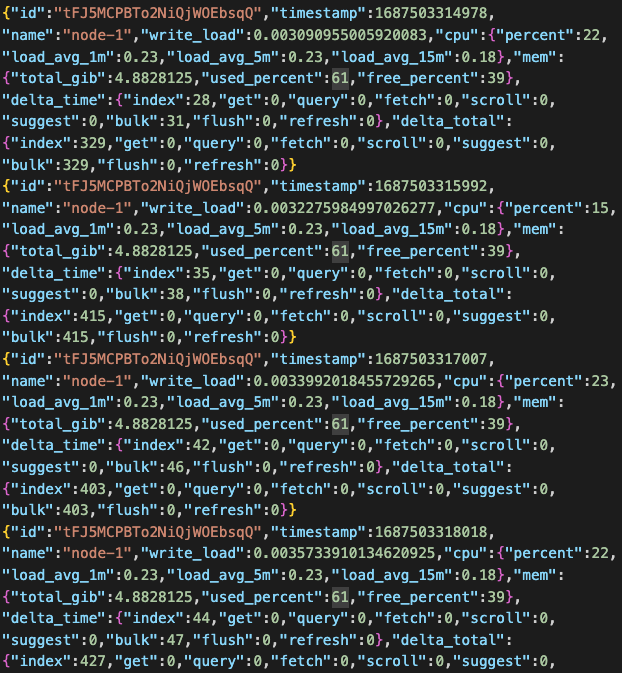 {"id":"tFJ5MCPBTo2NiQjWOEbsqQ","timestamp":1687503314978,
"name":"node-1","write_load":0.003090955005920083,"cpu":{"percent":22,
"load_avg_1m":0.23,"load_avg_5m":0.23,"load_avg_15m":0.18},"mem":
{"total_gib":4.8828125,"used_percent":61,"free_percent":39},
"delta_time":{"index":28,"get":0,"query":0,"fetch":0,"scroll":0,
"suggest":0,"bulk":31,"flush":0,"refresh":0},"delta_total":
{"index":329,"get":0,"query":0,"fetch":0,"scroll":0,"suggest":0,
"bulk":329,"flush":0,"refresh":0}}
{"id":"tFJ5MCPBTo2NiQjWOEbsqQ","timestamp":1687503315992,
"name":"node-1","write_load":0.0032275984997026277,"cpu":{"percent":15,
"load_avg_1m":0.23,"load_avg_5m":0.23,"load_avg_15m":0.18},"mem":
{"total_gib":4.8828125,"used_percent":61,"free_percent":39},
"delta_time":{"index":35,"get":0,"query":0,"fetch":0,"scroll":0,
"suggest":0,"bulk":38,"flush":0,"refresh":0},"delta_total":
{"index":415,"get":0,"query":0,"fetch":0,"scroll":0,"suggest":0,
"bulk":415,"flush":0,"refresh":0}}
{"id":"tFJ5MCPBTo2NiQjWOEbsqQ","timestamp":1687503317007,
"name":"node-1","write_load":0.0033992018455729265,"cpu":{"percent":23,
"load_avg_1m":0.23,"load_avg_5m":0.23,"load_avg_15m":0.18},"mem":
{"total_gib":4.8828125,"used_percent":61,"free_percent":39},
"delta_time":{"index":42,"get":0,"query":0,"fetch":0,"scroll":0,
"suggest":0,"bulk":46,"flush":0,"refresh":0},"delta_total":
{"index":403,"get":0,"query":0,"fetch":0,"scroll":0,"suggest":0,
"bulk":403,"flush":0,"refresh":0}}
{"id":"tFJ5MCPBTo2NiQjWOEbsqQ","timestamp":1687503318018,
"name":"node-1","write_load":0.0035733910134620925,"cpu":{"percent":22,
"load_avg_1m":0.23,"load_avg_5m":0.23,"load_avg_15m":0.18},"mem":
{"total_gib":4.8828125,"used_percent":61,"free_percent":39},
"delta_time":{"index":44,"get":0,"query":0,"fetch":0,"scroll":0,
"suggest":0,"bulk":47,"flush":0,"refresh":0},"delta_total":
{"index":427,"get":0,"query":0,"fetch":0,"scroll":0,"suggest":0,